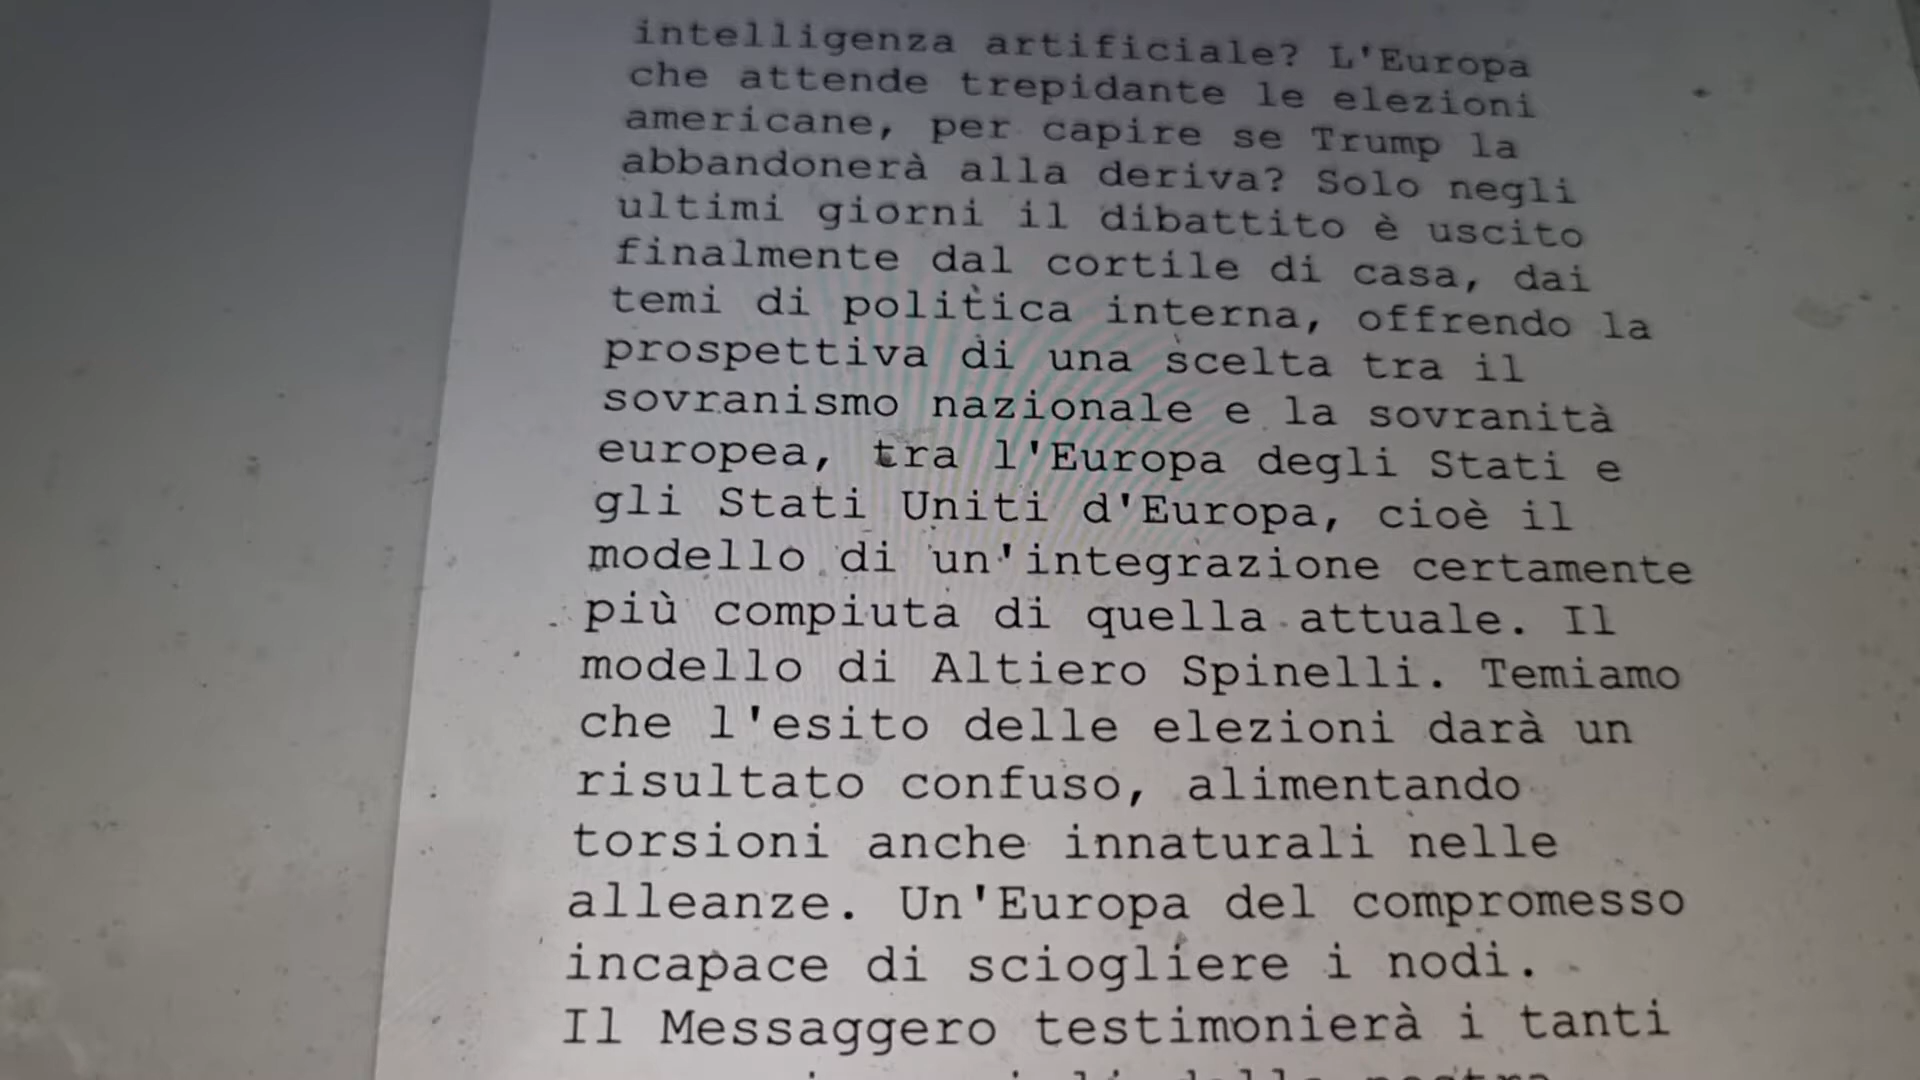 intelligenza artificiale? L'Europa
che attende trepidante le elezioni
americane, per capire se Trump la
abbandonerà alla deriva? Solo negli
ultimi giorni il dibattito è uscito
finalmente dal cortile di casa, dai
temi di politica interna, offrendo la
prospettiva di una scelta tra il
sovranismo nazionale e la sovranità
europea, tra l'Europa degli Stati e
gli Stati Uniti d'Europa, cioè il
modello di un'integrazione certamente
più compiuta di quella attuale. Il
modello di Altiero Spinelli. Temiamo
che l'esito delle elezioni darà un
risultato confuso, alimentando
torsioni anche innaturali nelle
alleanze. Un'Europa del compromesso
incapace di sciogliere i nodi.
Il Messaggero testimonierà i tanti